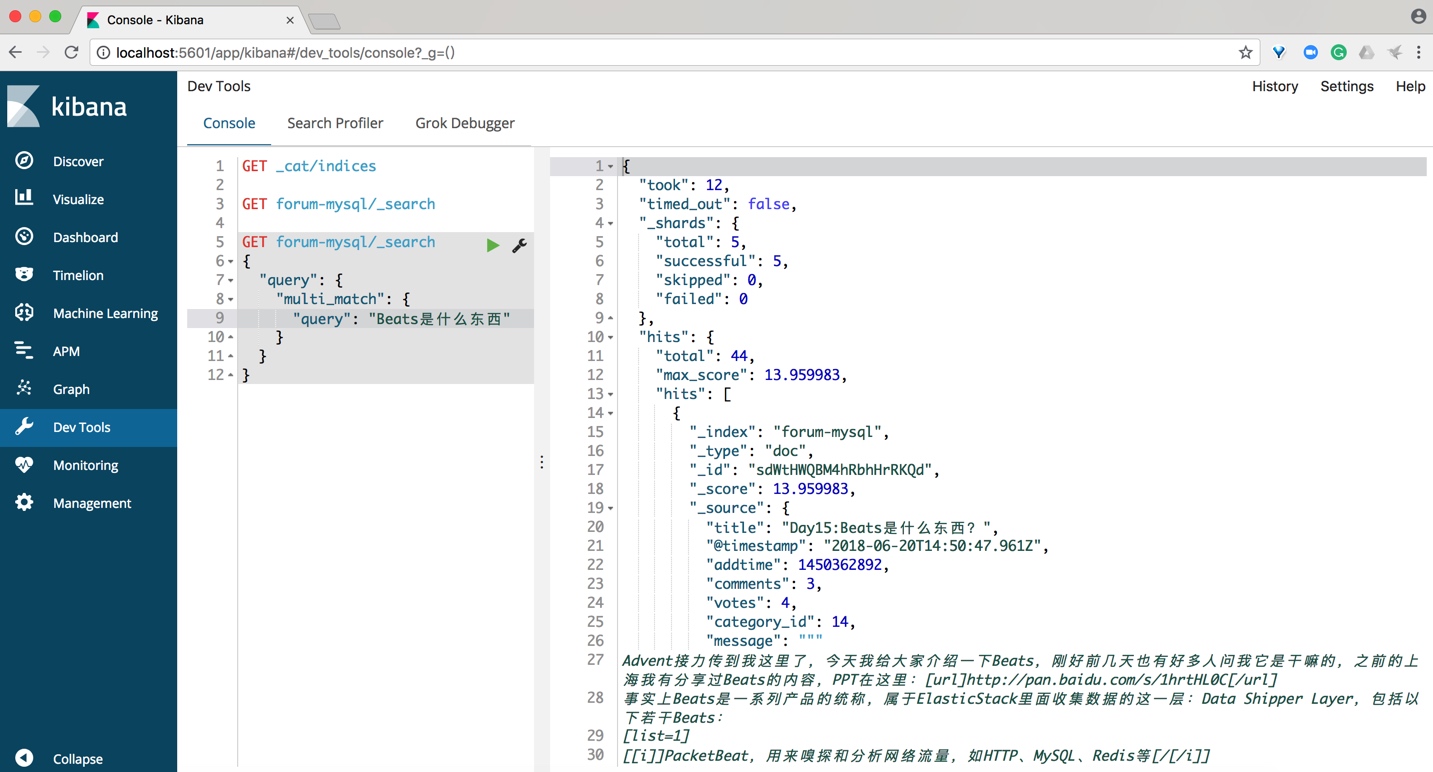 Console - Kibana
localhost:5601/app/kibana#/dev_tools/console?_g=()
kibana
Discover
Visualize
Dashboard
Timelion
Machine Learning
APM
Graph
Dev Tools
Monitoring
Management
Collapse
Dev Tools
History Settings Help
Console Search Profiler Grok Debugger
1 GET _cat/indices
2
3 GET forum-mysql/_search
4
5 GET forum-mysql/_search
6 {
7 "query": {
8 "multi_match": {
9 "query": "Beats是什么东西"
10 }
11 }
12 }
1 {
2 "took": 12,
3 "timed_out": false,
4 "_shards": {
5 "total": 5,
6 "successful": 5,
7 "skipped": 0,
8 "failed": 0
9 },
10 "hits": {
11 "total": 44,
12 "max_score": 13.959983,
13 "hits": [
14 {
15 "_index": "forum-mysql",
16 "_type": "doc",
17 "_id": "sdWtHWQBM4hRbhHrRKQd",
18 "_score": 13.959983,
19 "_source": {
20 "title": "Day15:Beats是什么东西？",
21 "@timestamp": "2018-06-20T14:50:47.961Z",
22 "addtime": 1450362892,
23 "comments": 3,
24 "votes": 4,
25 "category_id": 14,
26 "message": """
27 Advent接力传到我这里了，今天我给大家介绍一下Beats，刚好前几天也有好多人问我它是干嘛的，之前的上
海我有分享过Beats的内容，PPT在这里：[url]http://pan.baidu.com/s/1hrtHL0C[/url]
28 事实上Beats是一系列产品的统称，属于ElasticStack里面收集数据的这一层：Data Shipper Layer，包括以
下若干Beats：
29 [list=1]
30 [[i]]PacketBeat，用来嗅探和分析网络流量，如HTTP、MySQL、Redis等[/[/i]]